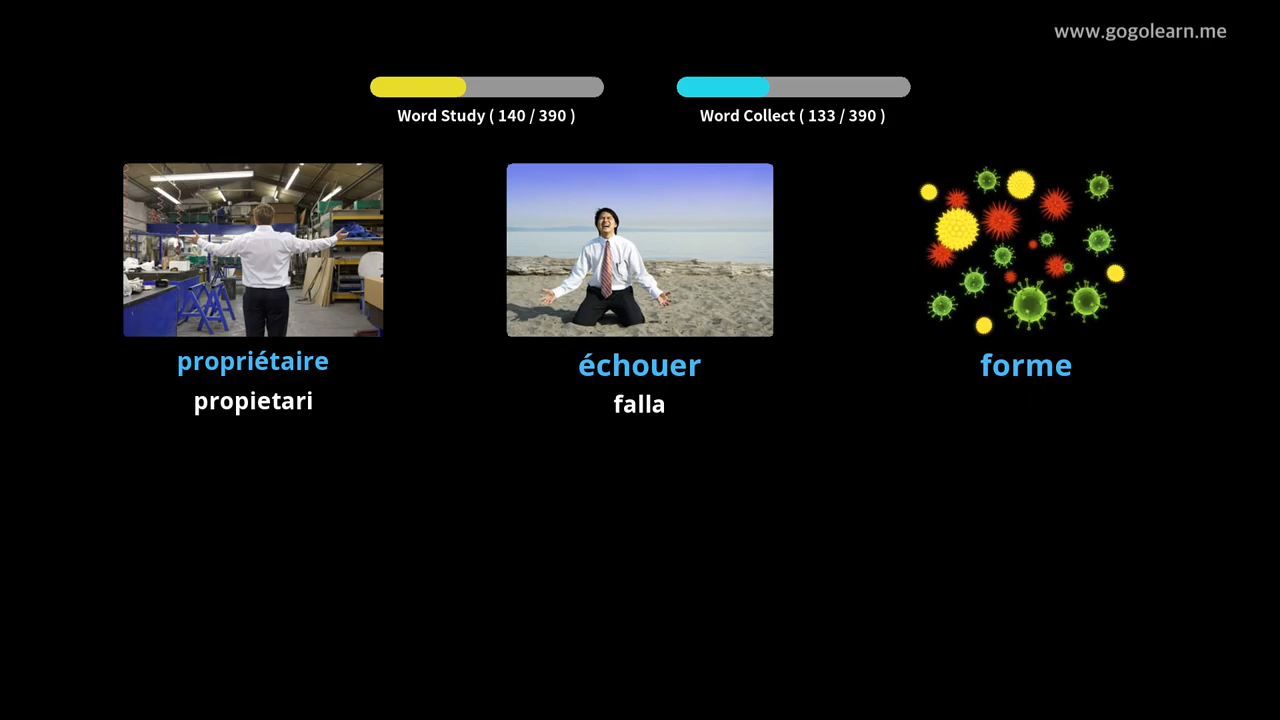 www.gogolearn.me
Word Study ( 140 / 390 )
Word Collect ( 133 / 390 )
propriétaire
propietari
échouer
falla
forme